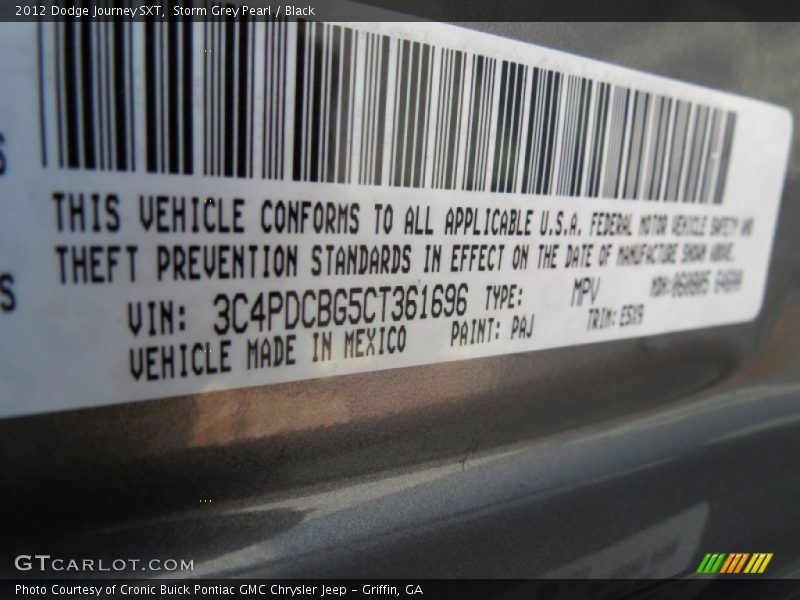 2012 Dodge Journey SXT, Storm Grey Pearl / Black
S
THIS VEHICLE CONFORMS TO ALL APPLICABLE U.S.A. FEDERAL MOTOR VEHICLE SAFETY AND
THEFT PREVENTION STANDARDS IN EFFECT ON THE DATE OF MANUFACTURE SHOWN ABOVE.
S
VIN: 3C4PDCBG5CT361696 TYPE: MPV MDH:
VEHICLE MADE IN MEXICO PAINT: PAJ TRIM:
GTCARLOT.COM
Photo Courtesy of Cronic Buick Pontiac GMC Chrysler Jeep - Griffin, GA